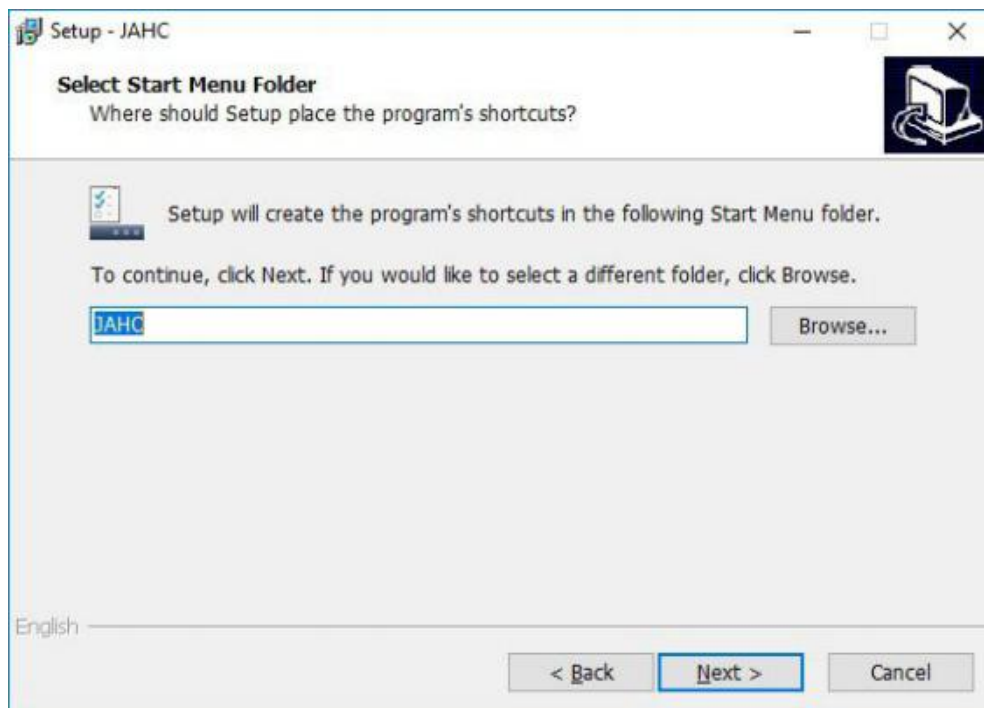 Setup - JAHC
Select Start Menu Folder
Where should Setup place the program's shortcuts?
Setup will create the program's shortcuts in the following Start Menu folder.
To continue, click Next. If you would like to select a different folder, click Browse.
JAHC
Browse...
English
< Back
Next >
Cancel